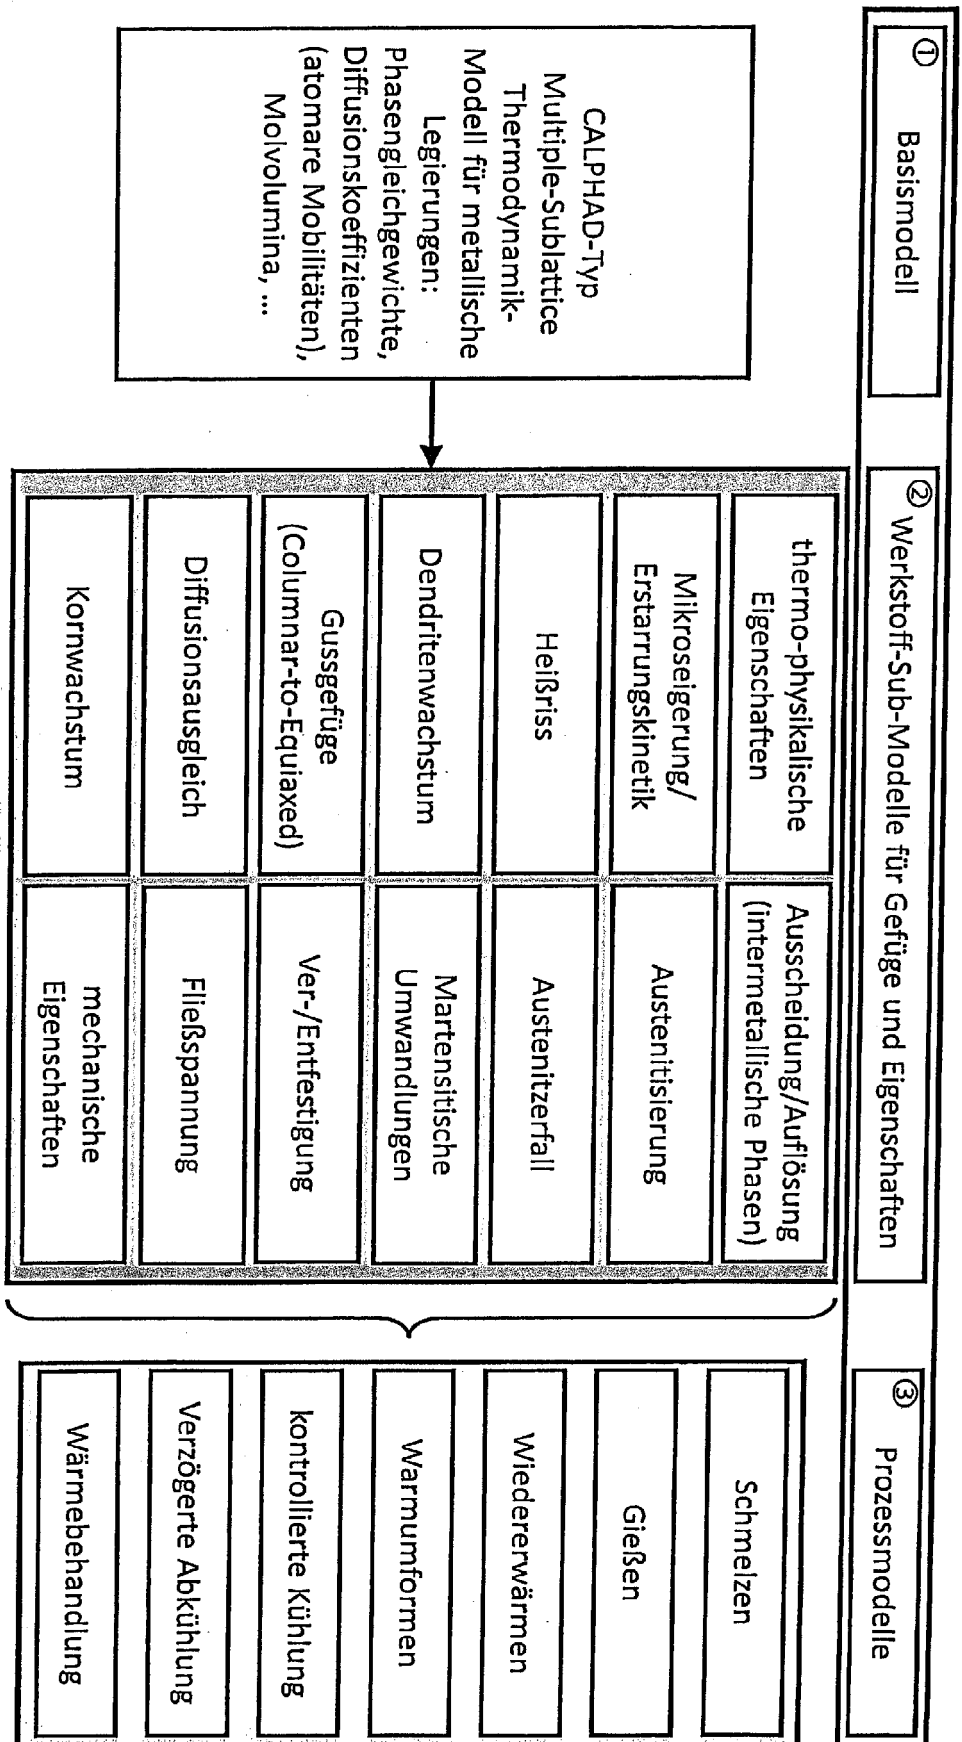 ① Basismodell
CALPHAD-Typ
Multiple-Sublattice
Thermodynamik-
Modell für metallische
Legierungen:
Phasengleichgewichte,
Diffusionskoeffizienten
(atomare Mobilitäten),
Molvolumina, ...
② Werkstoff-Sub-Modelle für Gefüge und Eigenschaften
thermo-physikalische
Eigenschaften
Mikroseigerung/
Erstarrungskinetik
Heißriss
Dendritenwachstum
Gussgefüge
(Columnar-to-Equiaxed)
Diffusionsausgleich
Kornwachstum
Ausscheidung/Auflösung
(intermetallische Phasen)
Austenitisierung
Austenitzerfall
Martensitische
Umwandlungen
Ver-/Entfestigung
Fließspannung
mechanische
Eigenschaften
③ Prozessmodelle
Schmelzen
Gießen
Wiedererwärmen
Warmumformen
kontrollierte Kühlung
Verzögerte Abkühlung
Wärmebehandlung